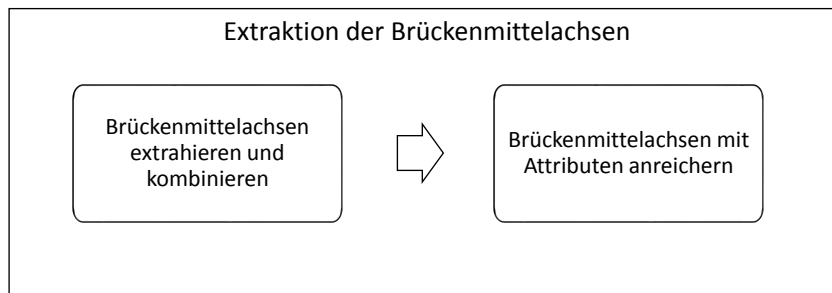 Extraktion der Brückenmittelachsen
Brückenmittelachsen
extrahieren und
kombinieren
Brückenmittelachsen mit
Attributen anreichern